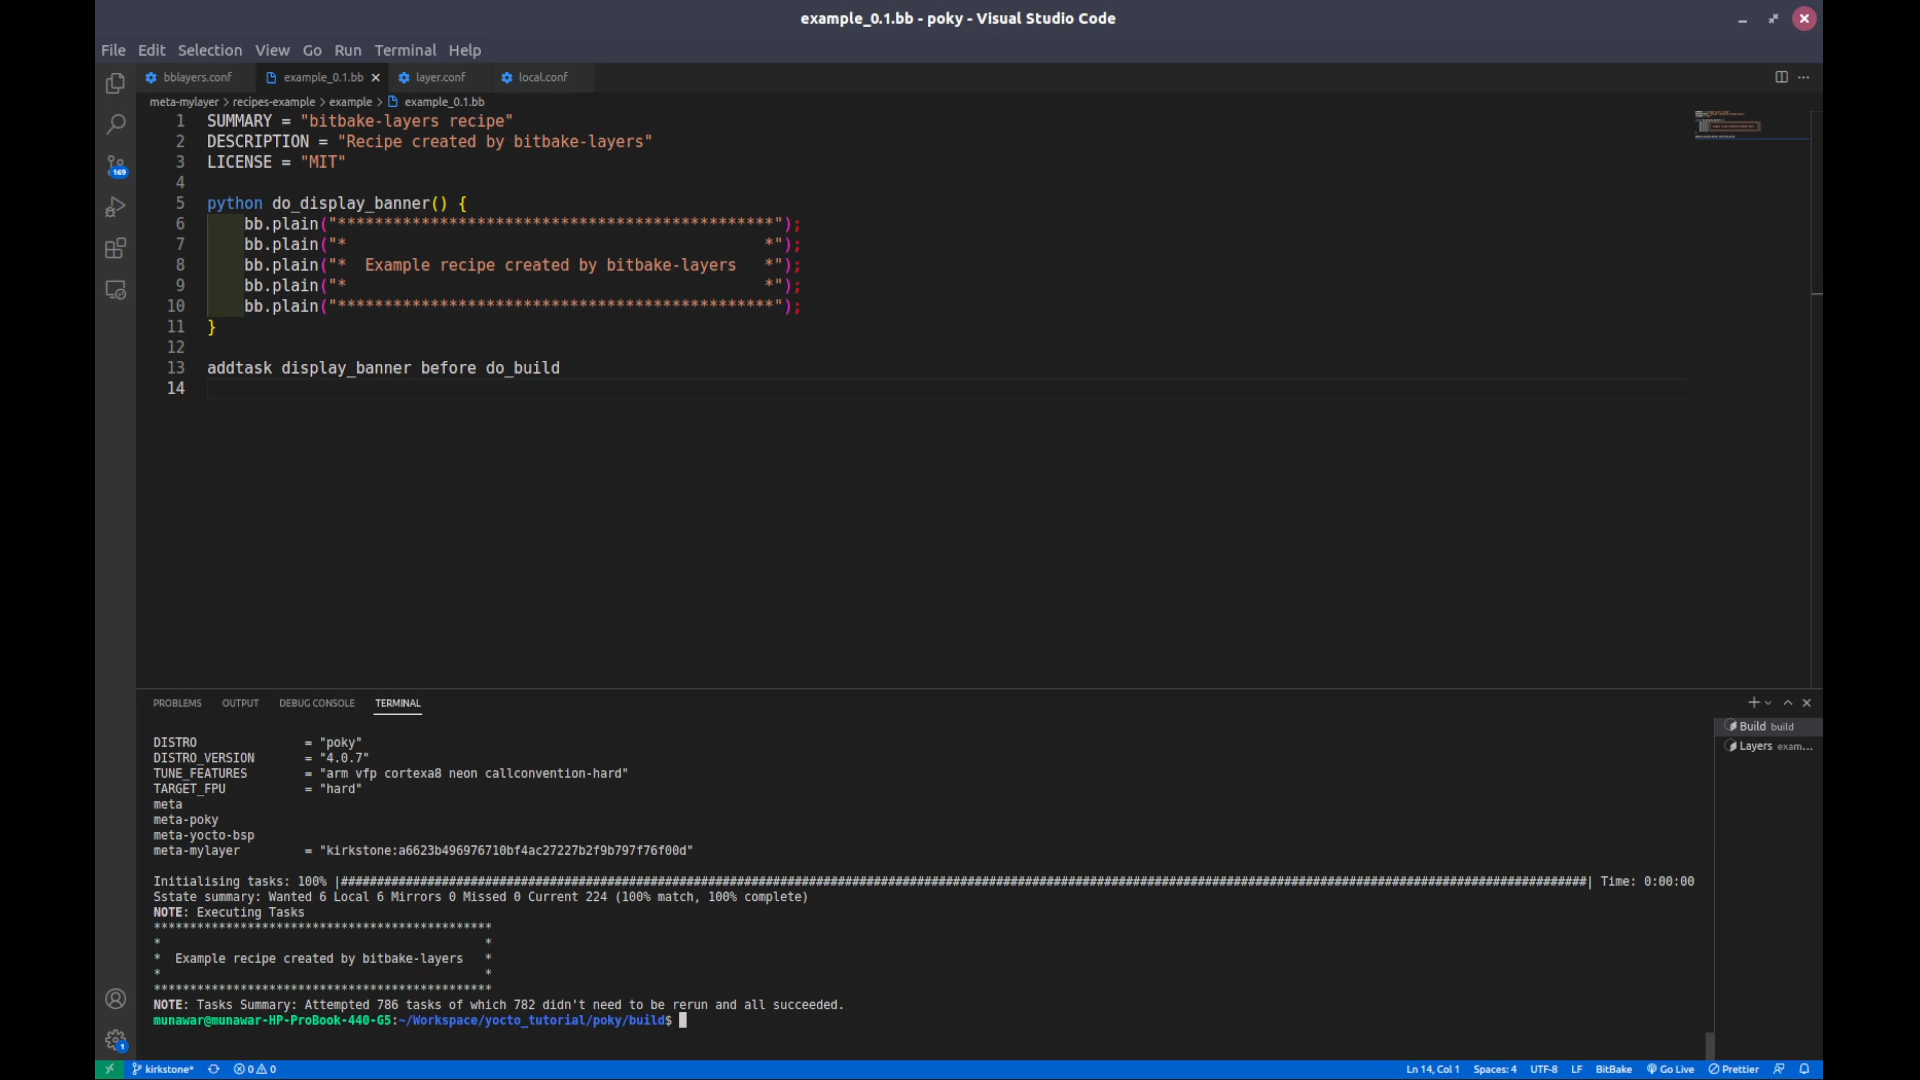 example_0.1.bb - poky - Visual Studio Code
File Edit Selection View Go Run Terminal Help
bblayers.conf example_0.1.bb layer.conf local.conf
meta-mylayer > recipes-example > example > example_0.1.bb
1 SUMMARY = "bitbake-layers recipe"
2 DESCRIPTION = "Recipe created by bitbake-layers"
3 LICENSE = "MIT"
4
5 python do_display_banner() {
6 bb.plain("***********************************************");
7 bb.plain("*                                             *");
8 bb.plain("*  Example recipe created by bitbake-layers   *");
9 bb.plain("*                                             *");
10 bb.plain("***********************************************");
11 }
12
13 addtask display_banner before do_build
14
169
PROBLEMS OUTPUT DEBUG CONSOLE TERMINAL
Build build
Layers exam...
DISTRO = "poky"
DISTRO_VERSION = "4.0.7"
TUNE_FEATURES = "arm vfp cortexa8 neon callconvention-hard"
TARGET_FPU = "hard"
meta
meta-poky
meta-yocto-bsp
meta-mylayer = "kirkstone:a6623b496976710bf4ac27227b2f9b797f76f00d"
Initialising tasks: 100% |##############################################################################################################################################################################| Time: 0:00:00
Sstate summary: Wanted 6 Local 6 Mirrors 0 Missed 0 Current 224 (100% match, 100% complete)
NOTE: Executing Tasks
***********************************************
*                                             *
*  Example recipe created by bitbake-layers   *
*                                             *
***********************************************
NOTE: Tasks Summary: Attempted 786 tasks of which 782 didn't need to be rerun and all succeeded.
munawar@munawar-HP-ProBook-440-G5:~/Workspace/yocto_tutorial/poky/build$
1
kirkstone* 0 0 Ln 14, Col 1 Spaces: 4 UTF-8 LF BitBake Go Live Prettier